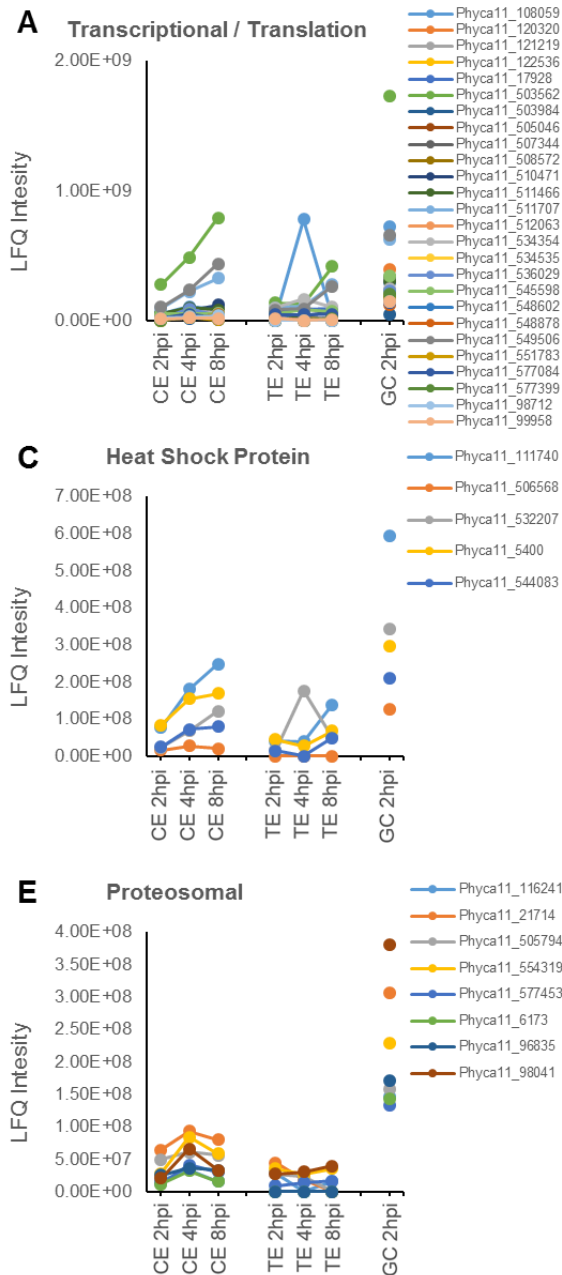 A
Transcriptional / Translation
2.00E+09
1.00E+09
0.00E+00
LFQ Intesity
CE 2hpi
CE 4hpi
CE 8hpi
TE 2hpi
TE 4hpi
TE 8hpi
GC 2hpi
Phyca11_108059
Phyca11_120320
Phyca11_121219
Phyca11_122536
Phyca11_17928
Phyca11_503562
Phyca11_503984
Phyca11_505046
Phyca11_507344
Phyca11_508572
Phyca11_510471
Phyca11_511466
Phyca11_511707
Phyca11_512063
Phyca11_534354
Phyca11_534535
Phyca11_536029
Phyca11_545598
Phyca11_548602
Phyca11_548878
Phyca11_549506
Phyca11_551783
Phyca11_577084
Phyca11_577399
Phyca11_98712
Phyca11_99958
C
Heat Shock Protein
7.00E+08
6.00E+08
5.00E+08
4.00E+08
3.00E+08
2.00E+08
1.00E+08
0.00E+00
LFQ Intesity
CE 2hpi
CE 4hpi
CE 8hpi
TE 2hpi
TE 4hpi
TE 8hpi
GC 2hpi
Phyca11_111740
Phyca11_506568
Phyca11_532207
Phyca11_5400
Phyca11_544083
E
Proteosomal
4.00E+08
3.50E+08
3.00E+08
2.50E+08
2.00E+08
1.50E+08
1.00E+08
5.00E+07
0.00E+00
LFQ Intesity
CE 2hpi
CE 4hpi
CE 8hpi
TE 2hpi
TE 4hpi
TE 8hpi
GC 2hpi
Phyca11_116241
Phyca11_21714
Phyca11_505794
Phyca11_554319
Phyca11_577453
Phyca11_6173
Phyca11_96835
Phyca11_98041